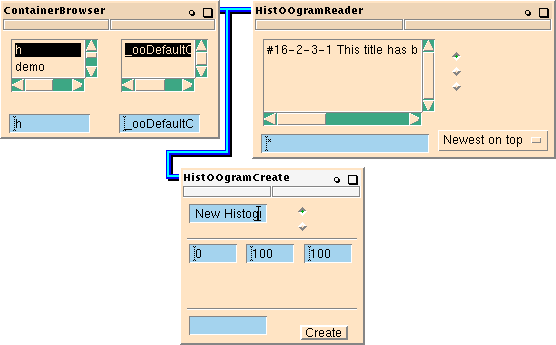 ContainerBrowser
h
demo
_ooDefaultC
h
_ooDefaultC
HistOOgramReader
#16-2-3-1 This title has b
*
Newest on top
HistOOgramCreate
New Histog
0
100
100
Create